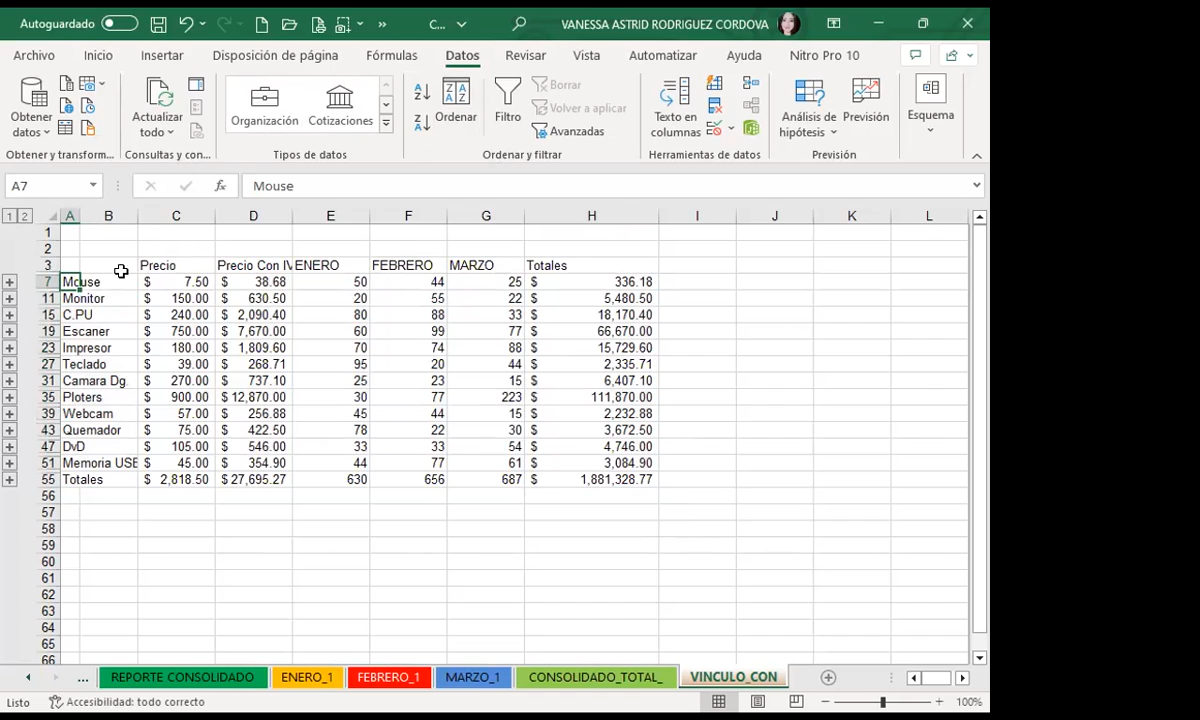 Autoguardado C... VANESSA ASTRID RODRIGUEZ CORDOVA
Archivo Inicio Insertar Disposición de página Fórmulas Datos Revisar Vista Automatizar Ayuda Nitro Pro 10
Obtener datos Actualizar todo Organización Cotizaciones Ordenar Filtro Borrar Volver a aplicar Avanzadas Texto en columnas Análisis de hipótesis Previsión Esquema
Obtener y transform... Consultas y con... Tipos de datos Ordenar y filtrar Herramientas de datos Previsión
A7 fx Mouse
1 2 A B C D E F G H I J K L
1
2
3 Precio Precio Con IV ENERO FEBRERO MARZO Totales
7 Mouse $ 7.50 $ 38.68 50 44 25 $ 336.18
11 Monitor $ 150.00 $ 630.50 20 55 22 $ 5,480.50
15 C.PU $ 240.00 $ 2,090.40 80 88 33 $ 18,170.40
19 Escaner $ 750.00 $ 7,670.00 60 99 77 $ 66,670.00
23 Impresor $ 180.00 $ 1,809.60 70 74 88 $ 15,729.60
27 Teclado $ 39.00 $ 268.71 95 20 44 $ 2,335.71
31 Camara Dg. $ 270.00 $ 737.10 25 23 15 $ 6,407.10
35 Ploters $ 900.00 $ 12,870.00 30 77 223 $ 111,870.00
39 Webcam $ 57.00 $ 256.88 45 44 15 $ 2,232.88
43 Quemador $ 75.00 $ 422.50 78 22 30 $ 3,672.50
47 DvD $ 105.00 $ 546.00 33 33 54 $ 4,746.00
51 Memoria USB $ 45.00 $ 354.90 44 77 61 $ 3,084.90
55 Totales $ 2,818.50 $ 27,695.27 630 656 687 $ 1,881,328.77
56
57
58
59
60
61
62
63
64
65
66
... REPORTE CONSOLIDADO ENERO_1 FEBRERO_1 MARZO_1 CONSOLIDADO_TOTAL_ VINCULO_CON
Listo Accesibilidad: todo correcto 100%